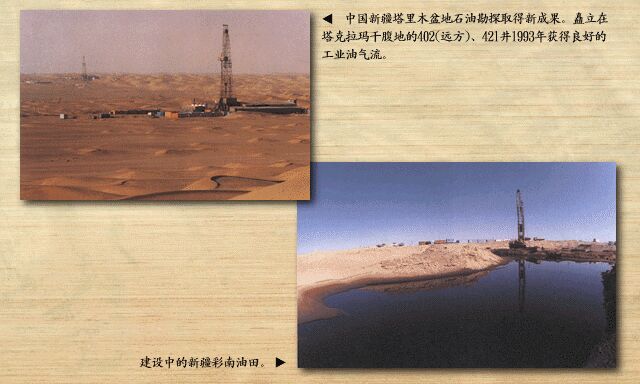 ◀ 中国新疆塔里木盆地石油勘探取得新成果。矗立在
塔克拉玛干腹地的402(远方)、421井1993年获得良好的
工业油气流。
建设中的新疆彩南油田。▶